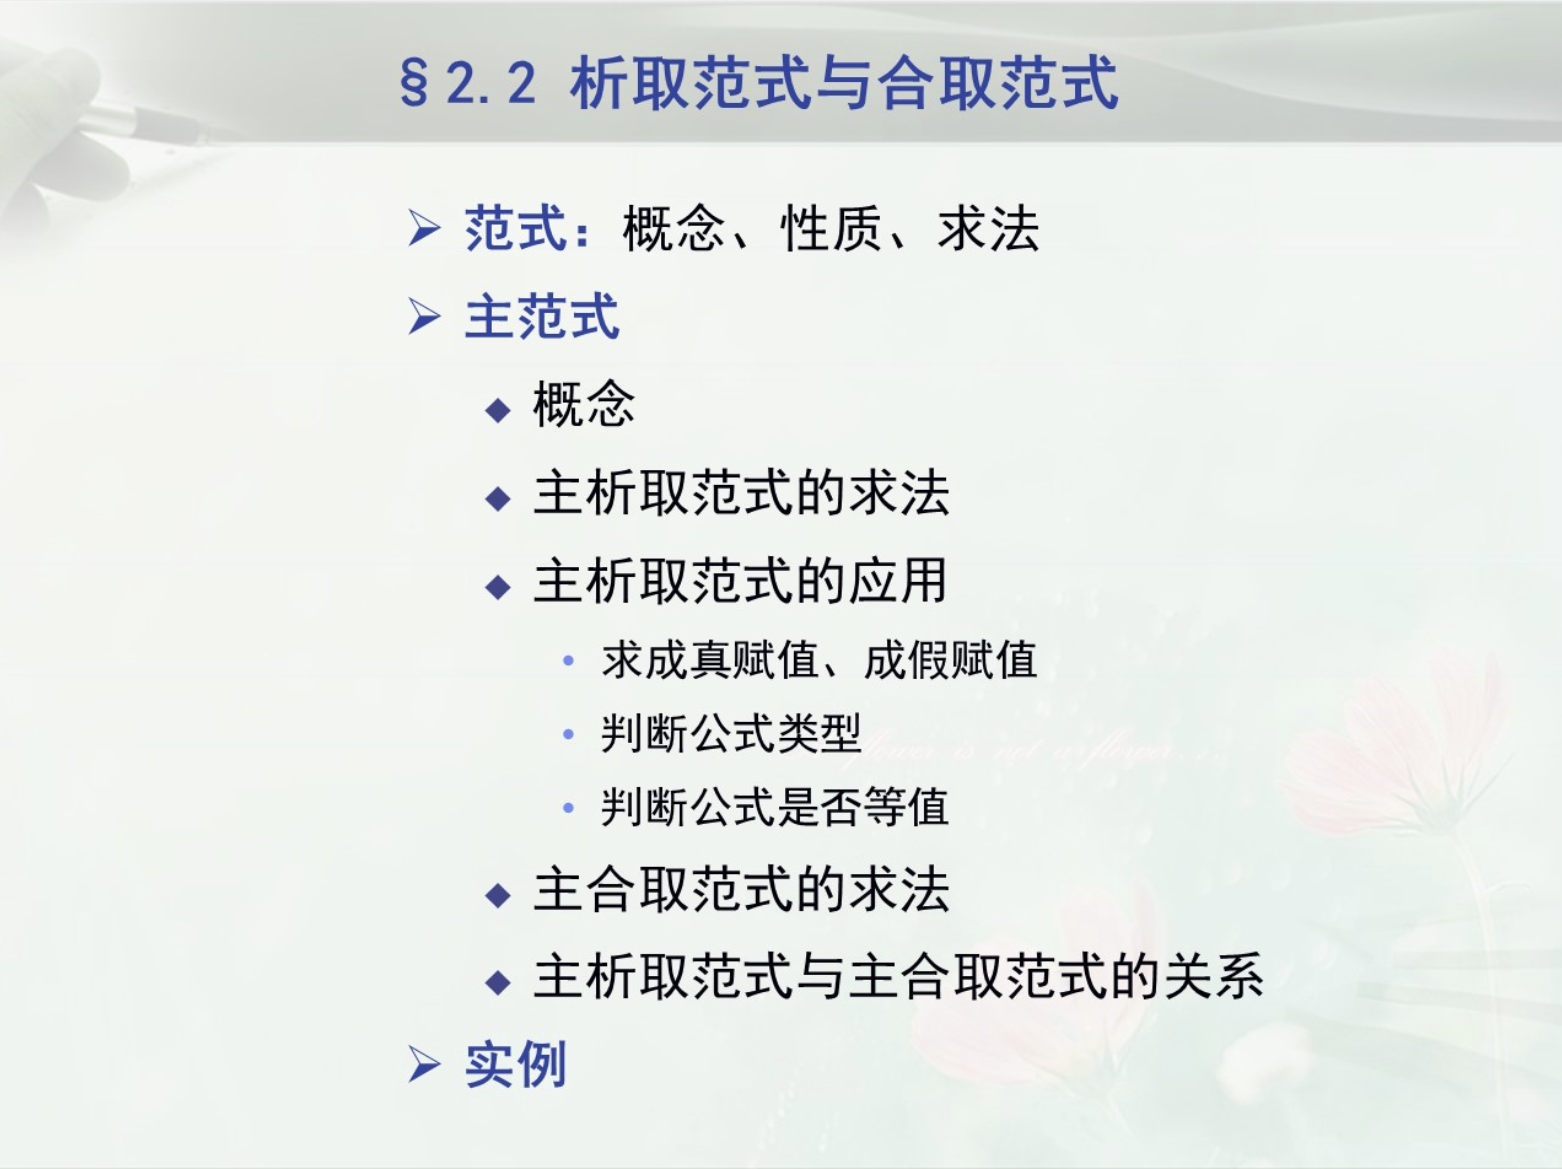 §2.2 析取范式与合取范式
范式：概念、性质、求法
主范式
概念
主析取范式的求法
主析取范式的应用
求成真赋值、成假赋值
判断公式类型
判断公式是否等值
主合取范式的求法
主析取范式与主合取范式的关系
实例